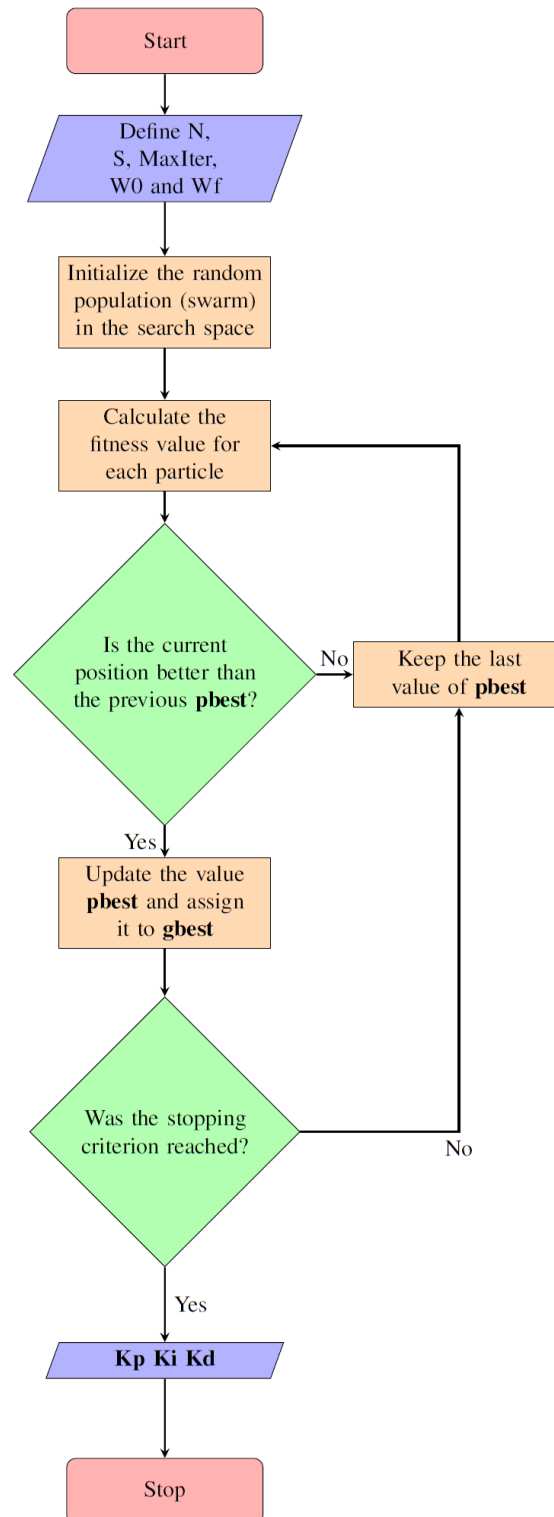 Start
Define N,
S, MaxIter,
W0 and Wf
Initialize the random
population (swarm)
in the search space
Calculate the
fitness value for
each particle
Is the current
position better than
the previous pbest?
No
Keep the last
value of pbest
Yes
Update the value
pbest and assign
it to gbest
Was the stopping
criterion reached?
No
Yes
Kp Ki Kd
Stop